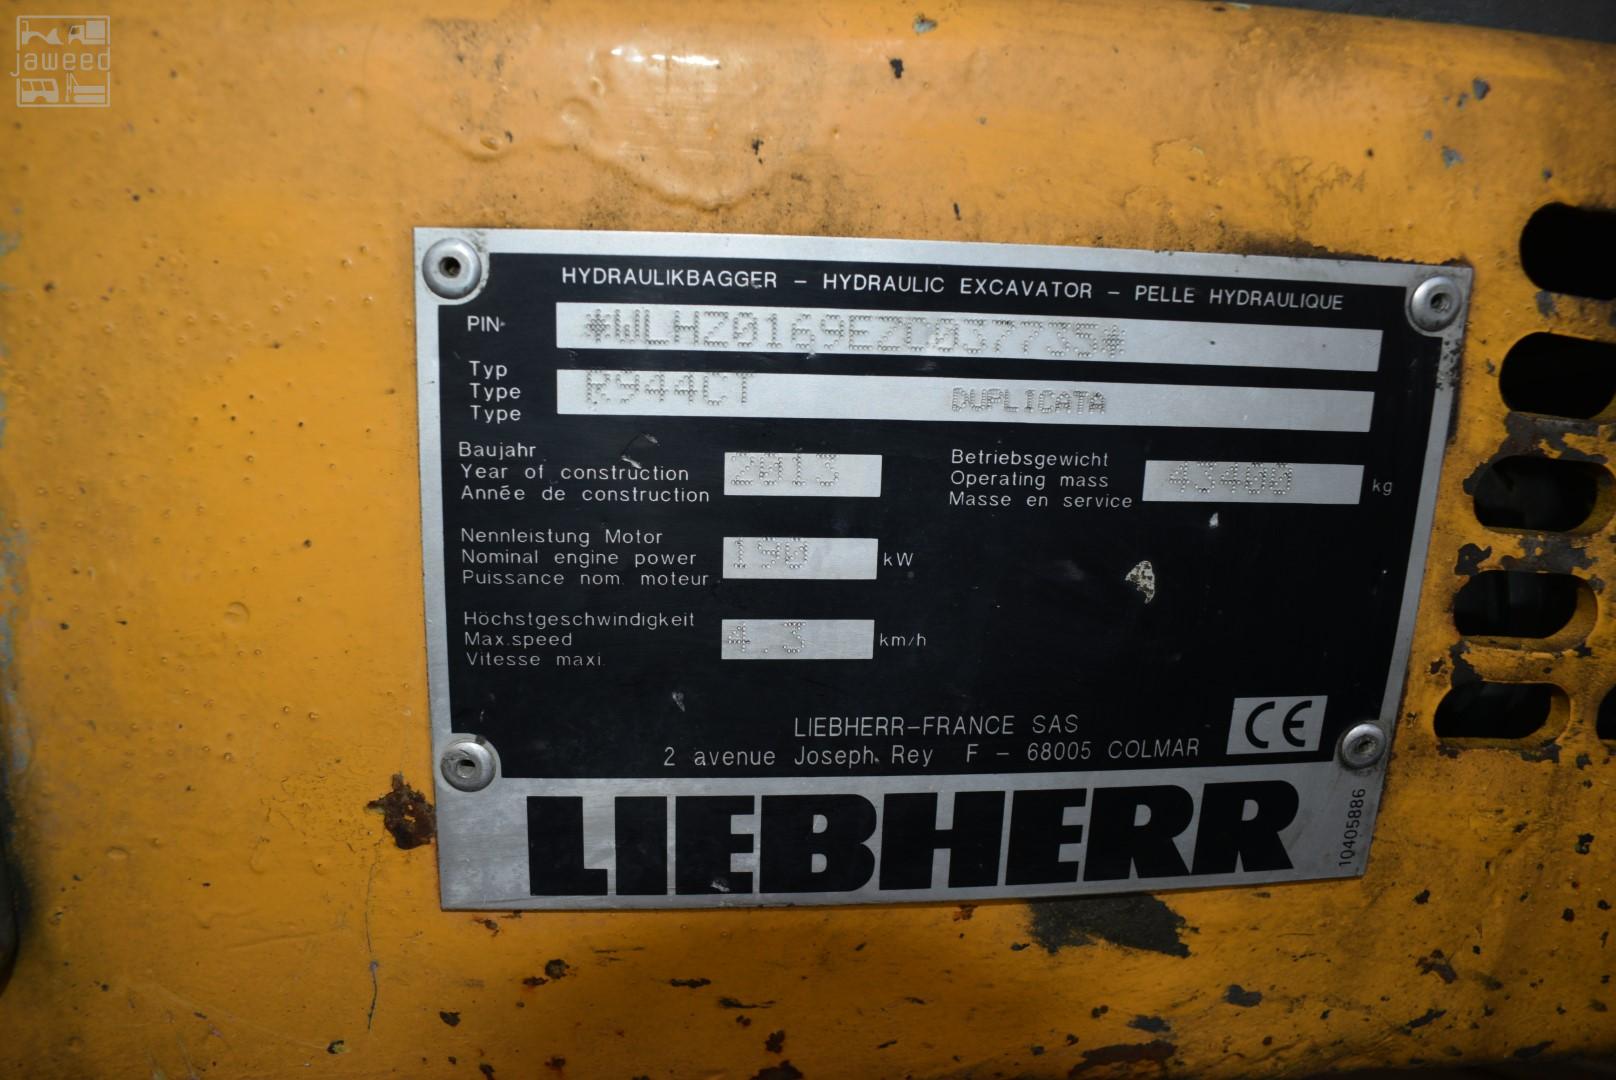 jaweed
HYDRAULIKBAGGER - HYDRAULIC EXCAVATOR - PELLE HYDRAULIQUE
PIN *WLHZ0169EZC037735*
Typ
Type R944CT DUPLICATA
Type
Baujahr
Year of construction 2013
Année de construction
Betriebsgewicht
Operating mass 43400 kg
Masse en service
Nennleistung Motor
Nominal engine power 190 kW
Puissance nom. moteur
Höchstgeschwindigkeit
Max.speed 4.3 km/h
Vitesse maxi.
LIEBHERR-FRANCE SAS
2 avenue Joseph Rey F - 68005 COLMAR
CE
LIEBHERR
10405886